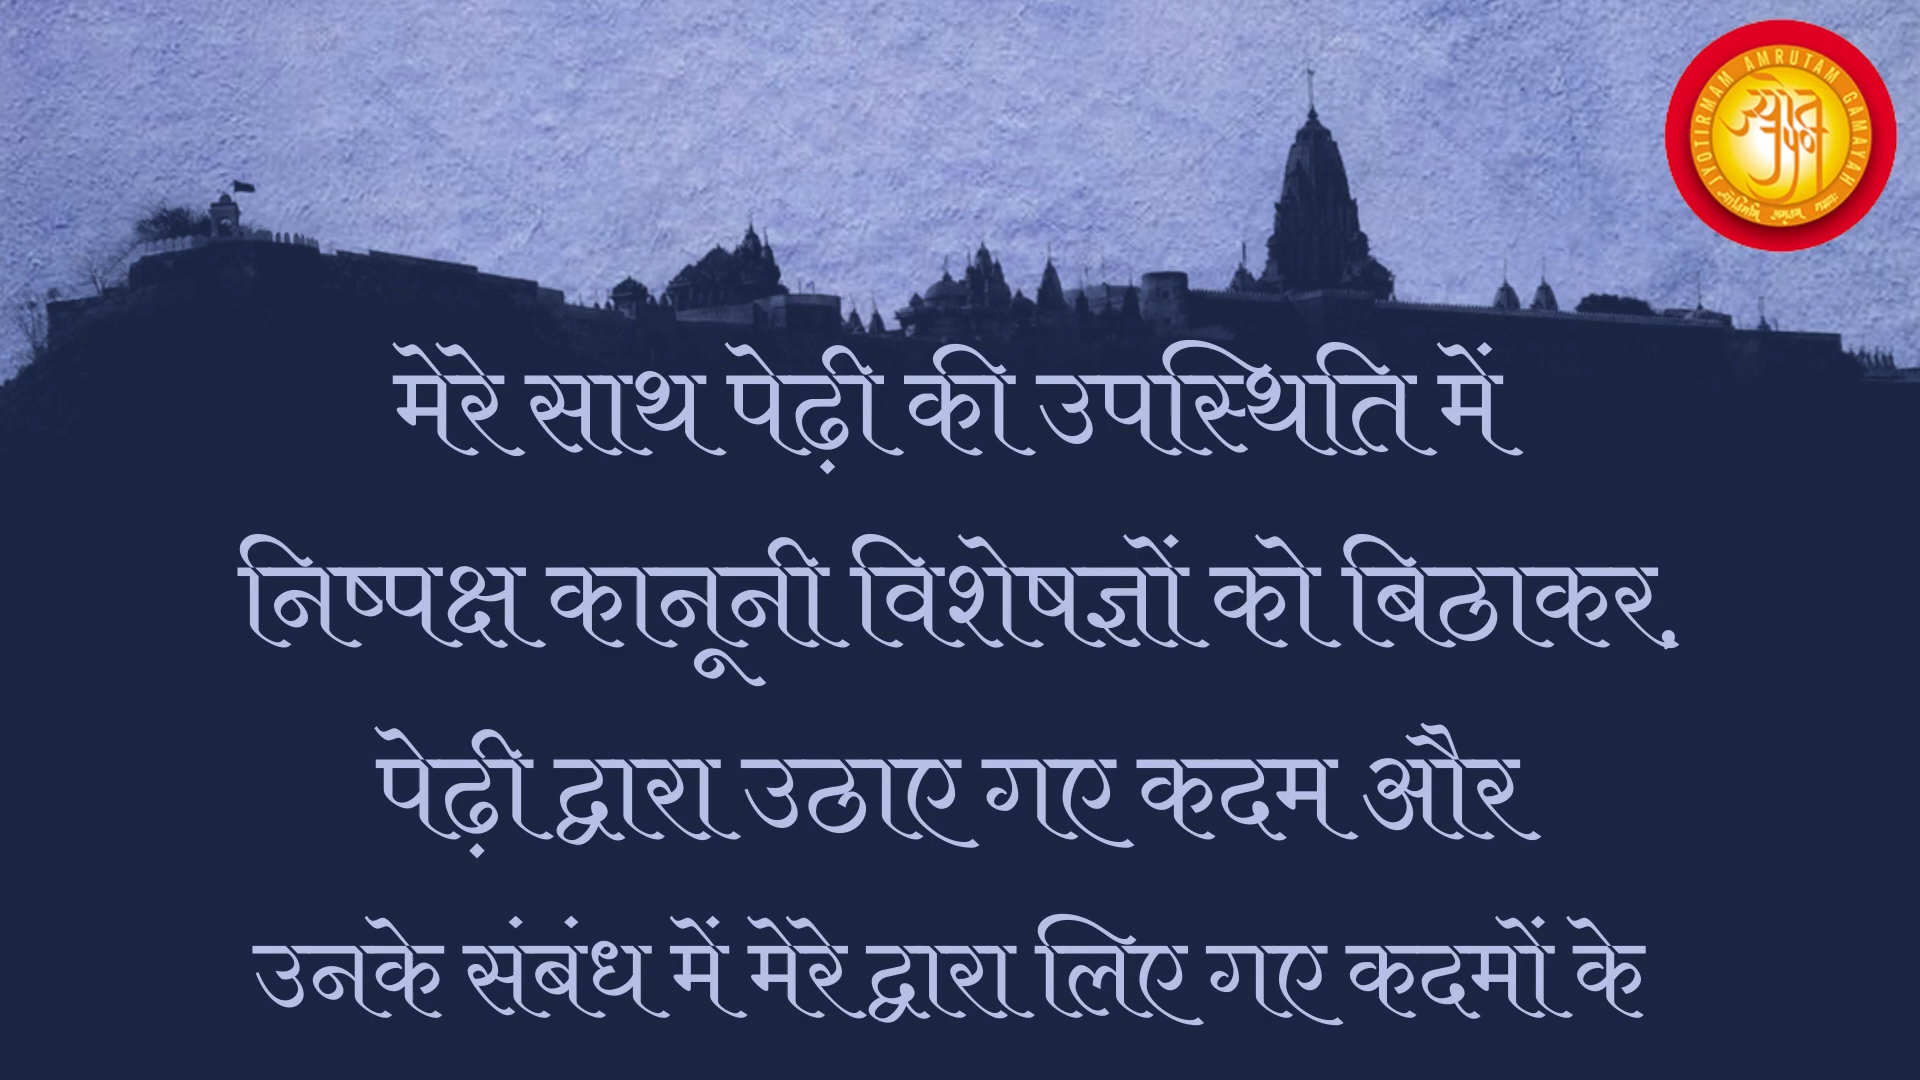 JYOTIRMAM AMRUTAM GAMAYAH
ज्योत
मेरे साथ पेढ़ी की उपस्थिति में
निष्पक्ष कानूनी विशेषज्ञों को बिठाकर,
पेढ़ी द्वारा उठाए गए कदम और
उनके संबंध में मेरे द्वारा लिए गए कदमों के